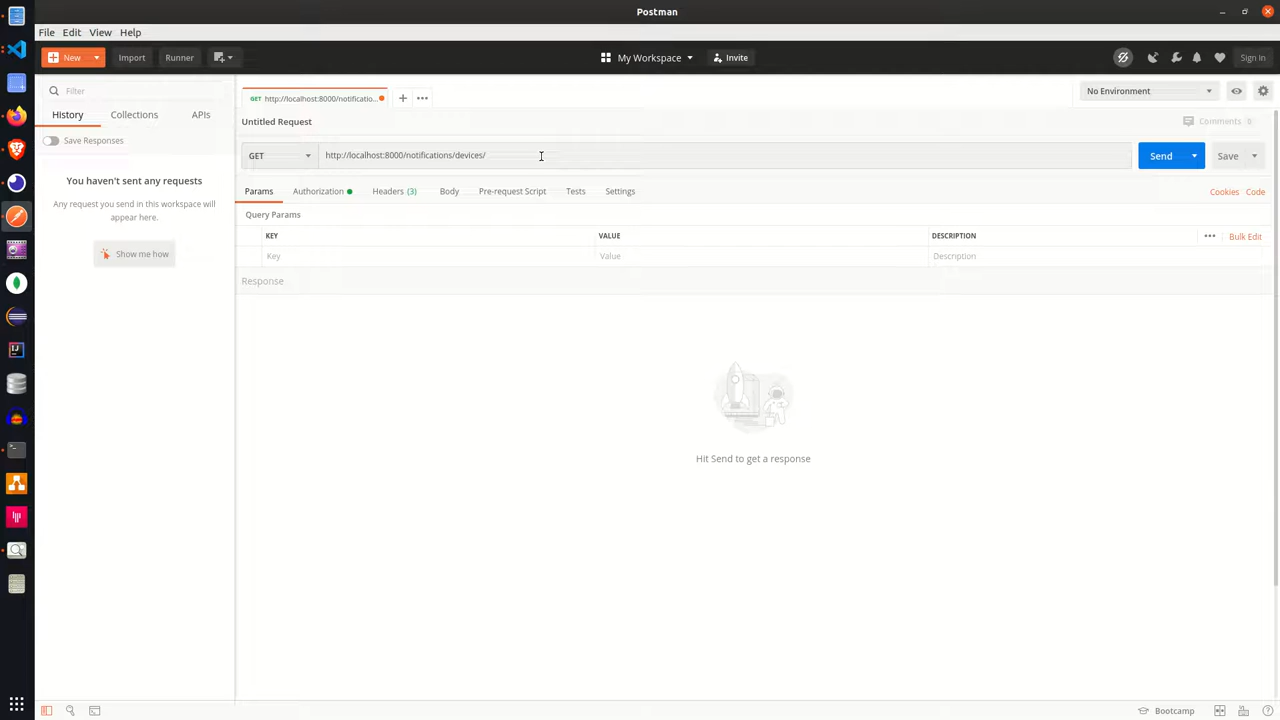 Postman
File Edit View Help
New Import Runner My Workspace Invite Sign In
Filter
History Collections APIs
Save Responses
You haven't sent any requests
Any request you send in this workspace will
appear here.
Show me how
GET http://localhost:8000/notificatio...
No Environment
Untitled Request
Comments 0
GET http://localhost:8000/notifications/devices/ Send Save
Params Authorization Headers (3) Body Pre-request Script Tests Settings Cookies Code
Query Params
KEY VALUE DESCRIPTION Bulk Edit
Key Value Description
Response
Hit Send to get a response
Bootcamp